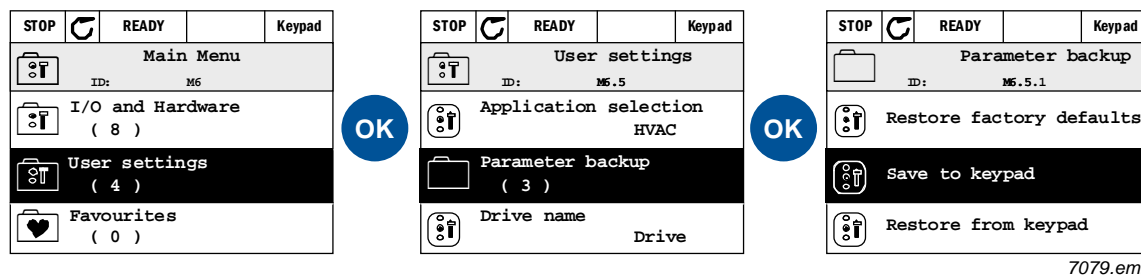 STOP READY Keypad
Main Menu
ID: M6
I/O and Hardware
( 8 )
User settings
( 4 )
Favourites
( 0 )
OK
STOP READY Keypad
User settings
ID: M6.5
Application selection
HVAC
Parameter backup
( 3 )
Drive name
Drive
OK
STOP READY Keypad
Parameter backup
ID: M6.5.1
Restore factory defaults
Save to keypad
Restore from keypad
7079.em